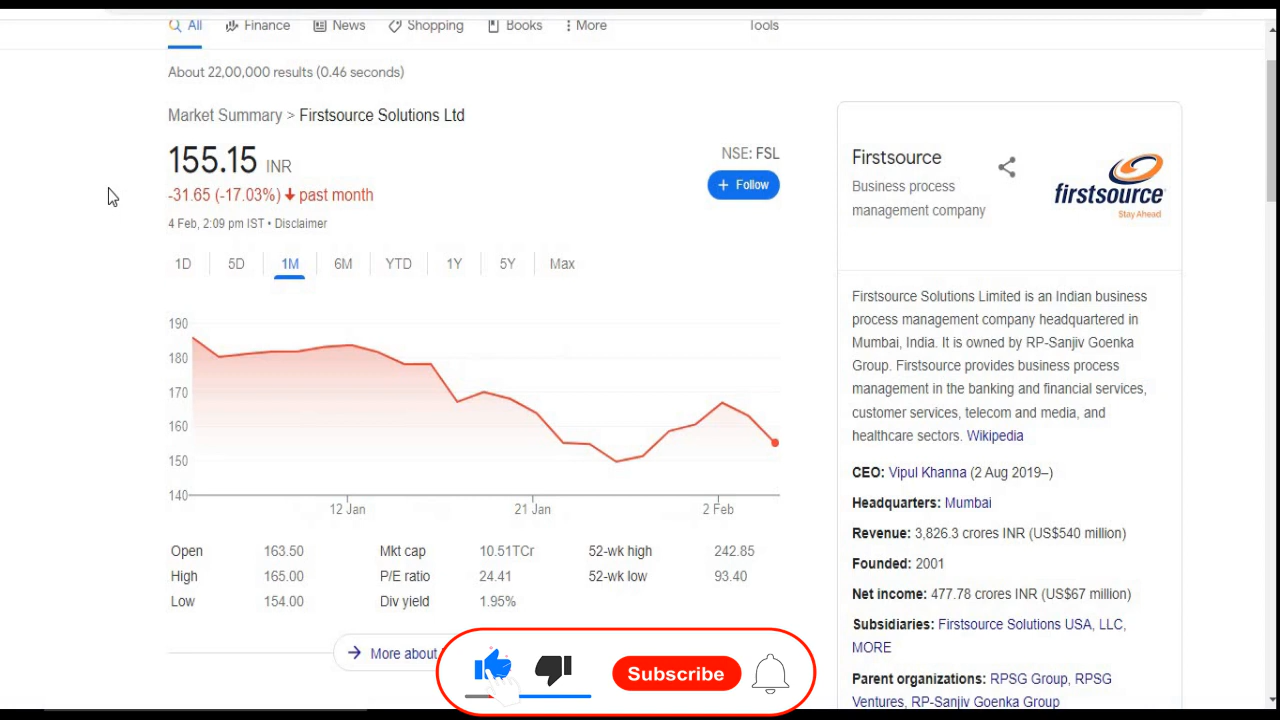 All Finance News Shopping Books More Tools
About 22,00,000 results (0.46 seconds)
Market Summary > Firstsource Solutions Ltd
155.15 INR
NSE: FSL
-31.65 (-17.03%) past month
+ Follow
4 Feb, 2:09 pm IST • Disclaimer
1D 5D 1M 6M YTD 1Y 5Y Max
190
180
170
160
150
140
12 Jan 21 Jan 2 Feb
Open 163.50 Mkt cap 10.51TCr 52-wk high 242.85
High 165.00 P/E ratio 24.41 52-wk low 93.40
Low 154.00 Div yield 1.95%
More about
Subscribe
Firstsource
Business process
management company
firstsource
Stay Ahead
Firstsource Solutions Limited is an Indian business
process management company headquartered in
Mumbai, India. It is owned by RP-Sanjiv Goenka
Group. Firstsource provides business process
management in the banking and financial services,
customer services, telecom and media, and
healthcare sectors. Wikipedia
CEO: Vipul Khanna (2 Aug 2019–)
Headquarters: Mumbai
Revenue: 3,826.3 crores INR (US$540 million)
Founded: 2001
Net income: 477.78 crores INR (US$67 million)
Subsidiaries: Firstsource Solutions USA, LLC,
MORE
Parent organizations: RPSG Group, RPSG
Ventures, RP-Sanjiv Goenka Group